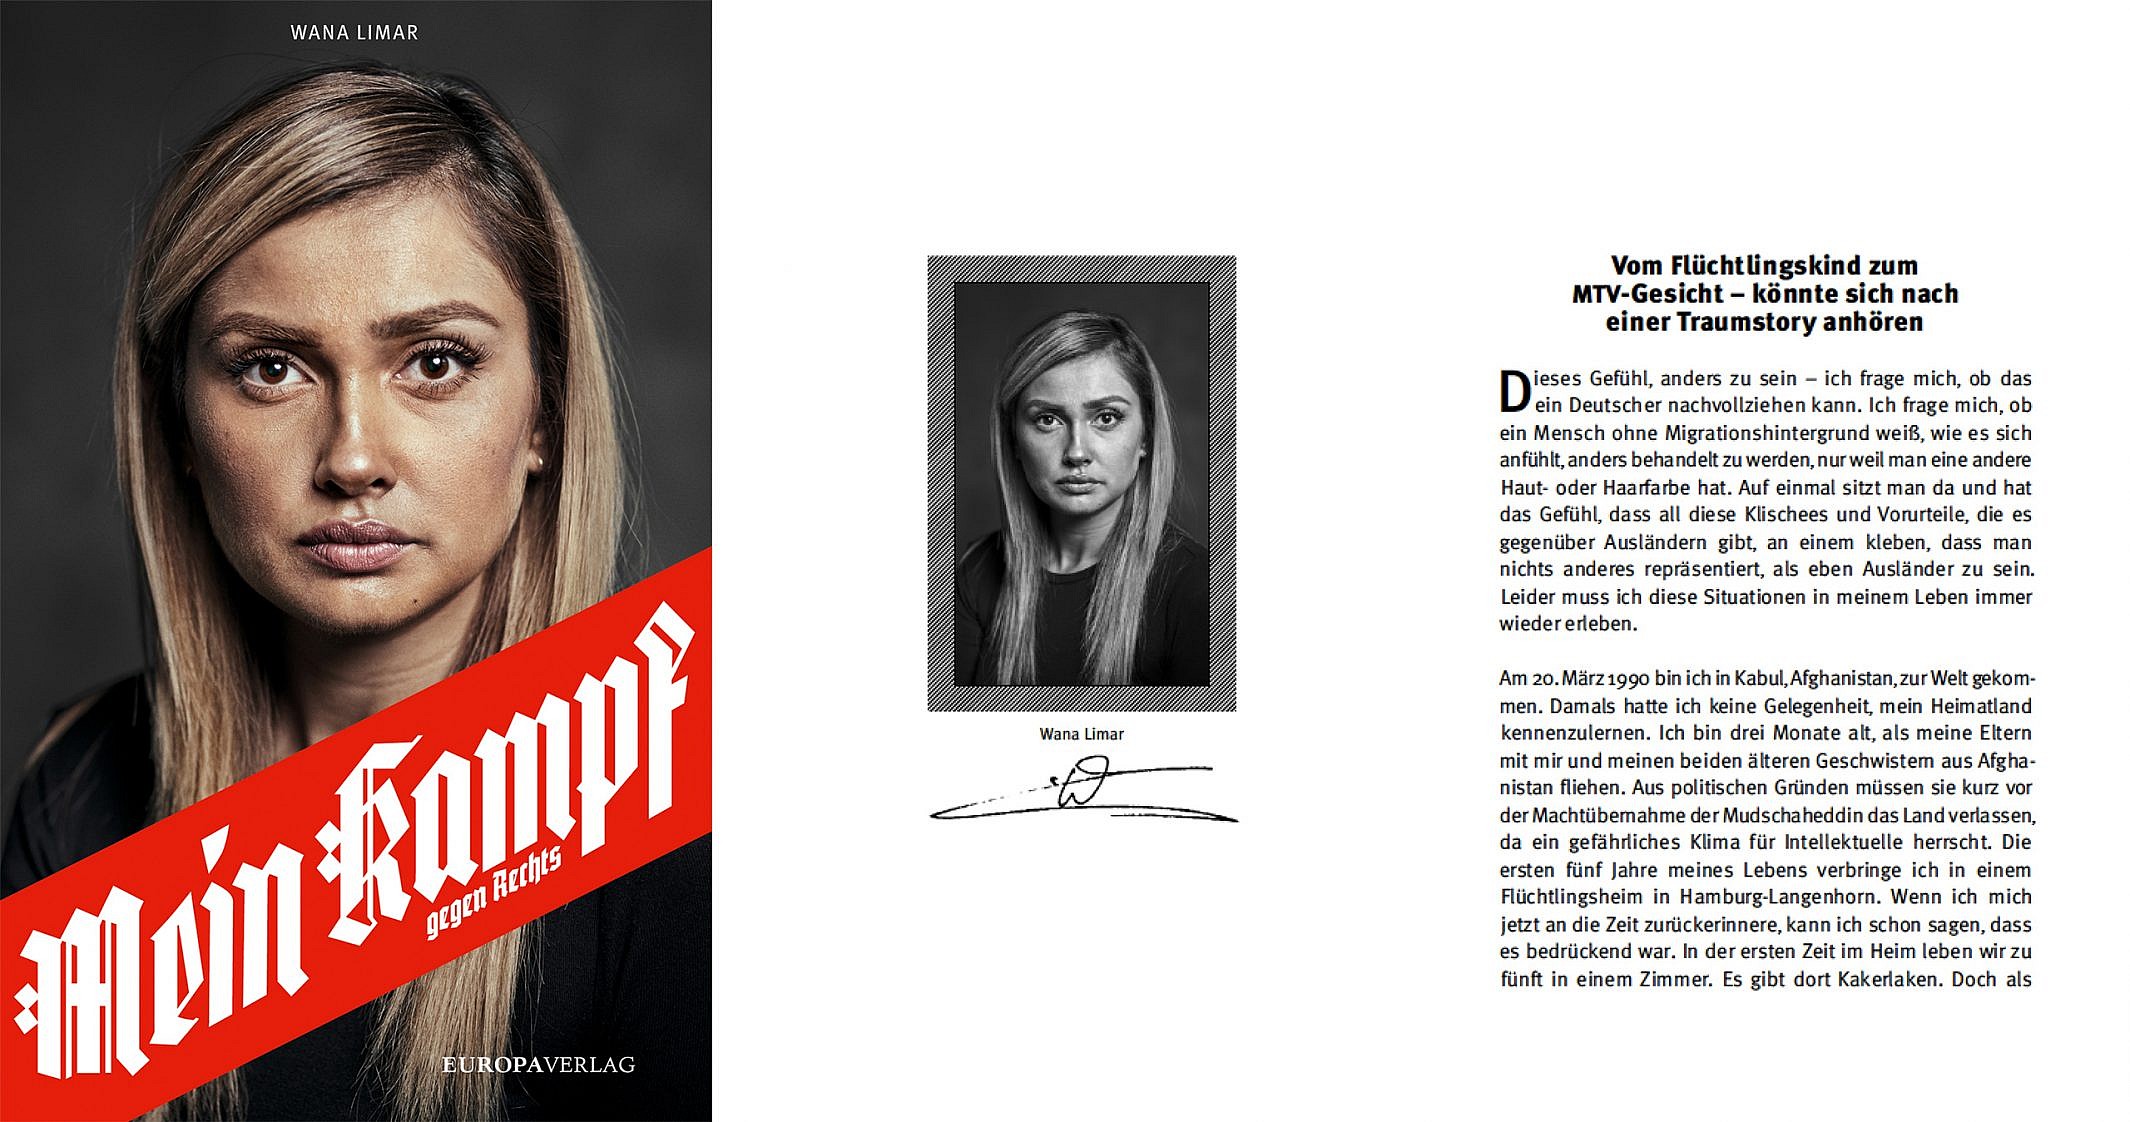 WANA LIMAR
Mein Kampf
gegen Rechts
EUROPAVERLAG
Wana Limar
Vom Flüchtlingskind zum
MTV-Gesicht – könnte sich nach
einer Traumstory anhören
Dieses Gefühl, anders zu sein – ich frage mich, ob das
ein Deutscher nachvollziehen kann. Ich frage mich, ob
ein Mensch ohne Migrationshintergrund weiß, wie es sich
anfühlt, anders behandelt zu werden, nur weil man eine andere
Haut- oder Haarfarbe hat. Auf einmal sitzt man da und hat
das Gefühl, dass all diese Klischees und Vorurteile, die es
gegenüber Ausländern gibt, an einem kleben, dass man
nichts anderes repräsentiert, als eben Ausländer zu sein.
Leider muss ich diese Situationen in meinem Leben immer
wieder erleben.
Am 20. März 1990 bin ich in Kabul, Afghanistan, zur Welt gekom-
men. Damals hatte ich keine Gelegenheit, mein Heimatland
kennenzulernen. Ich bin drei Monate alt, als meine Eltern
mit mir und meinen beiden älteren Geschwistern aus Afgha-
nistan fliehen. Aus politischen Gründen müssen sie kurz vor
der Machtübernahme der Mudschaheddin das Land verlassen,
da ein gefährliches Klima für Intellektuelle herrscht. Die
ersten fünf Jahre meines Lebens verbringe ich in einem
Flüchtlingsheim in Hamburg-Langenhorn. Wenn ich mich
jetzt an die Zeit zurückerinnere, kann ich schon sagen, dass
es bedrückend war. In der ersten Zeit im Heim leben wir zu
fünft in einem Zimmer. Es gibt dort Kakerlaken. Doch als